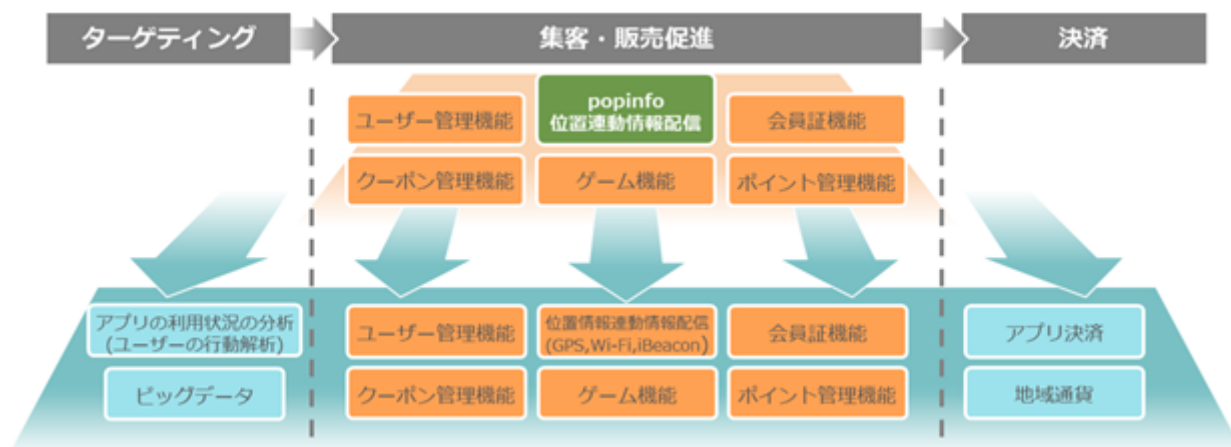 ターゲティング
集客・販売促進
決済
ユーザー管理機能
popinfo
位置連動情報配信
会員証機能
クーポン管理機能
ゲーム機能
ポイント管理機能
アプリの利用状況の分析
(ユーザーの行動解析)
ユーザー管理機能
位置情報連動情報配信
(GPS,Wi-Fi,iBeacon)
会員証機能
アプリ決済
ビッグデータ
クーポン管理機能
ゲーム機能
ポイント管理機能
地域通貨